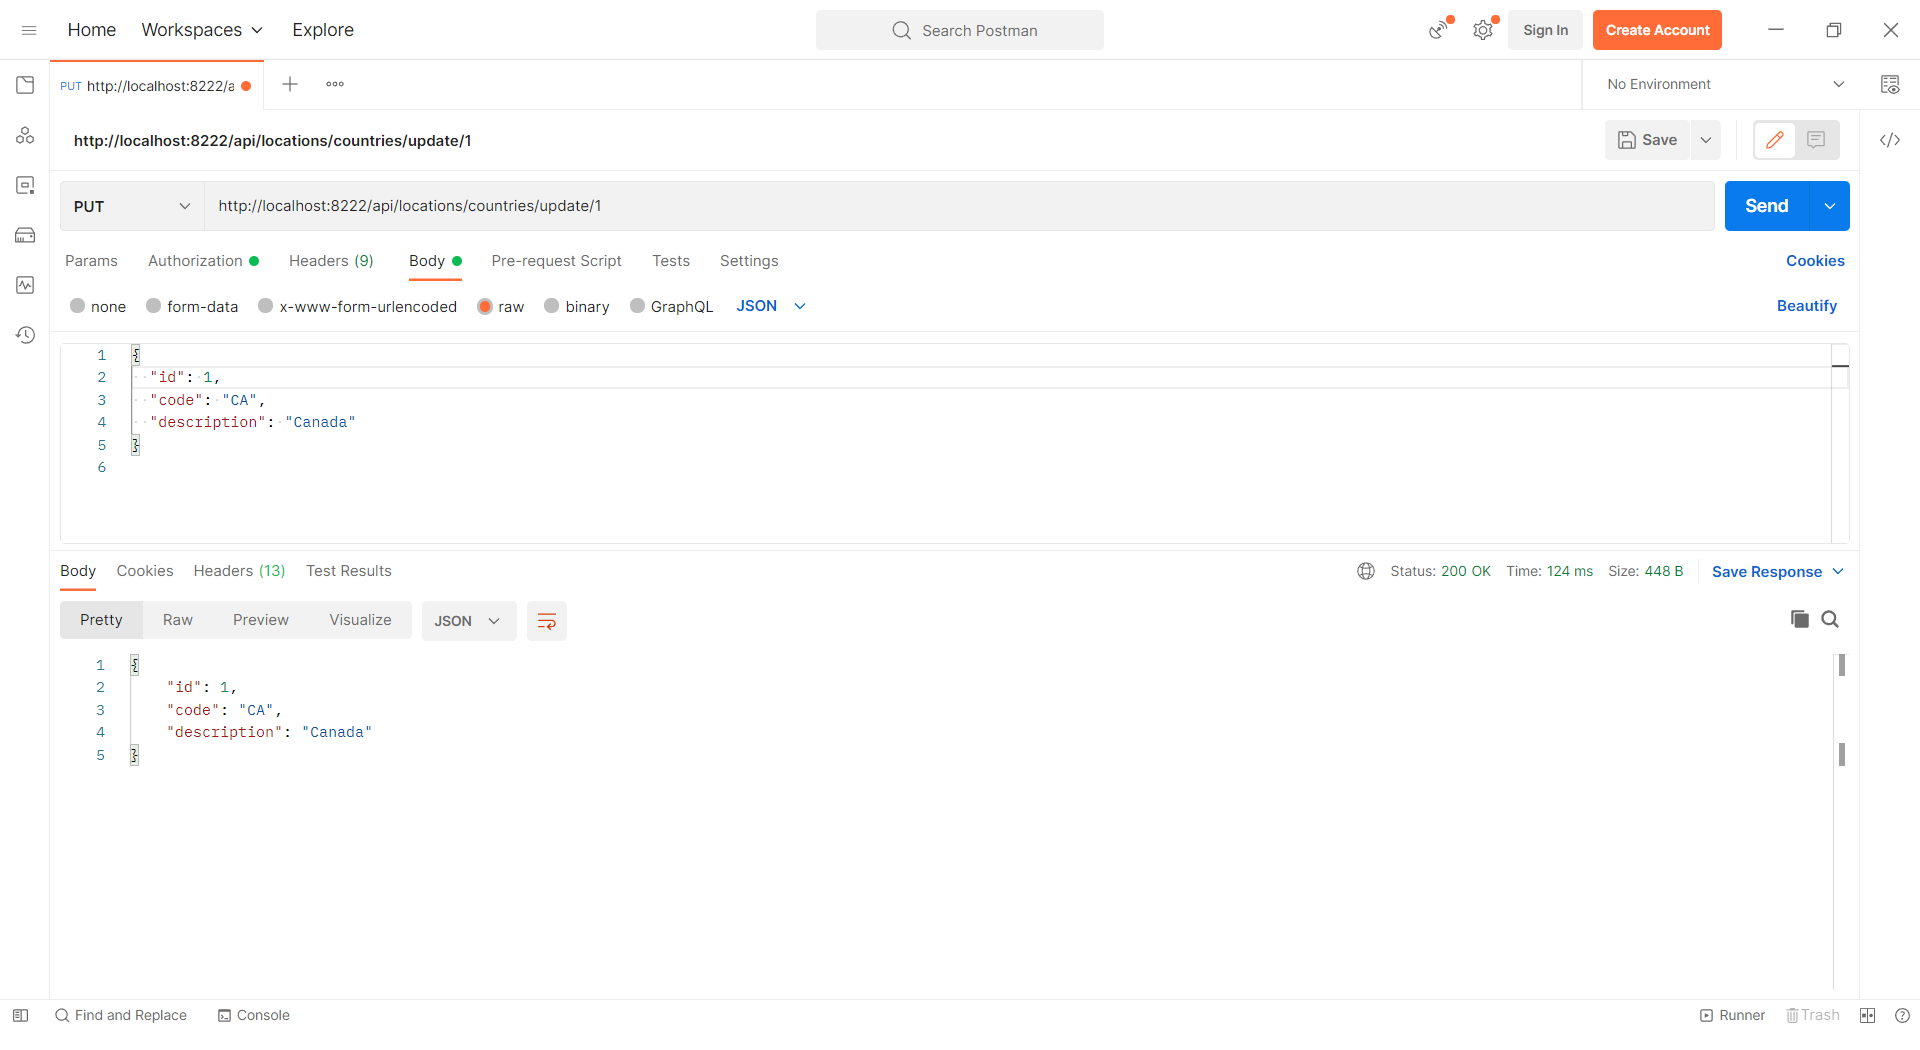 Home Workspaces Explore Search Postman Sign In Create Account
PUT http://localhost:8222/a No Environment
http://localhost:8222/api/locations/countries/update/1 Save
PUT http://localhost:8222/api/locations/countries/update/1 Send
Params Authorization Headers (9) Body Pre-request Script Tests Settings Cookies
none form-data x-www-form-urlencoded raw binary GraphQL JSON Beautify
1 {
2 "id": 1,
3 "code": "CA",
4 "description": "Canada"
5 }
6
Body Cookies Headers (13) Test Results Status: 200 OK Time: 124 ms Size: 448 B Save Response
Pretty Raw Preview Visualize JSON
1 {
2 "id": 1,
3 "code": "CA",
4 "description": "Canada"
5 }
Find and Replace Console Runner Trash